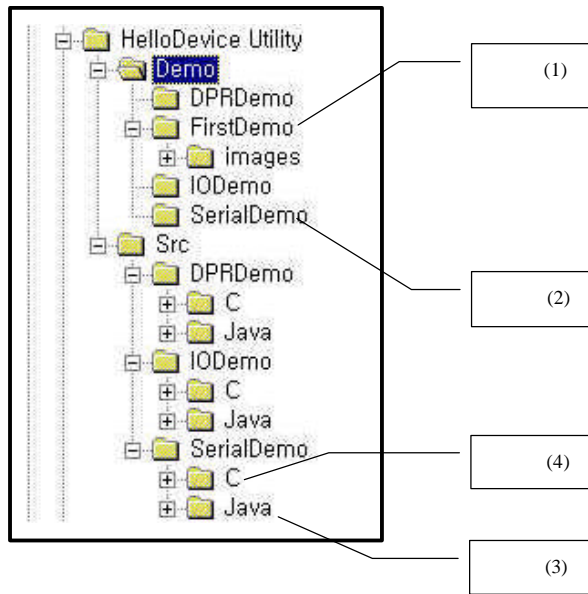 HelloDevice Utility
Demo
DPRDemo
FirstDemo
images
IODemo
SerialDemo
Src
DPRDemo
C
Java
IODemo
C
Java
SerialDemo
C
Java
(1)
(2)
(4)
(3)